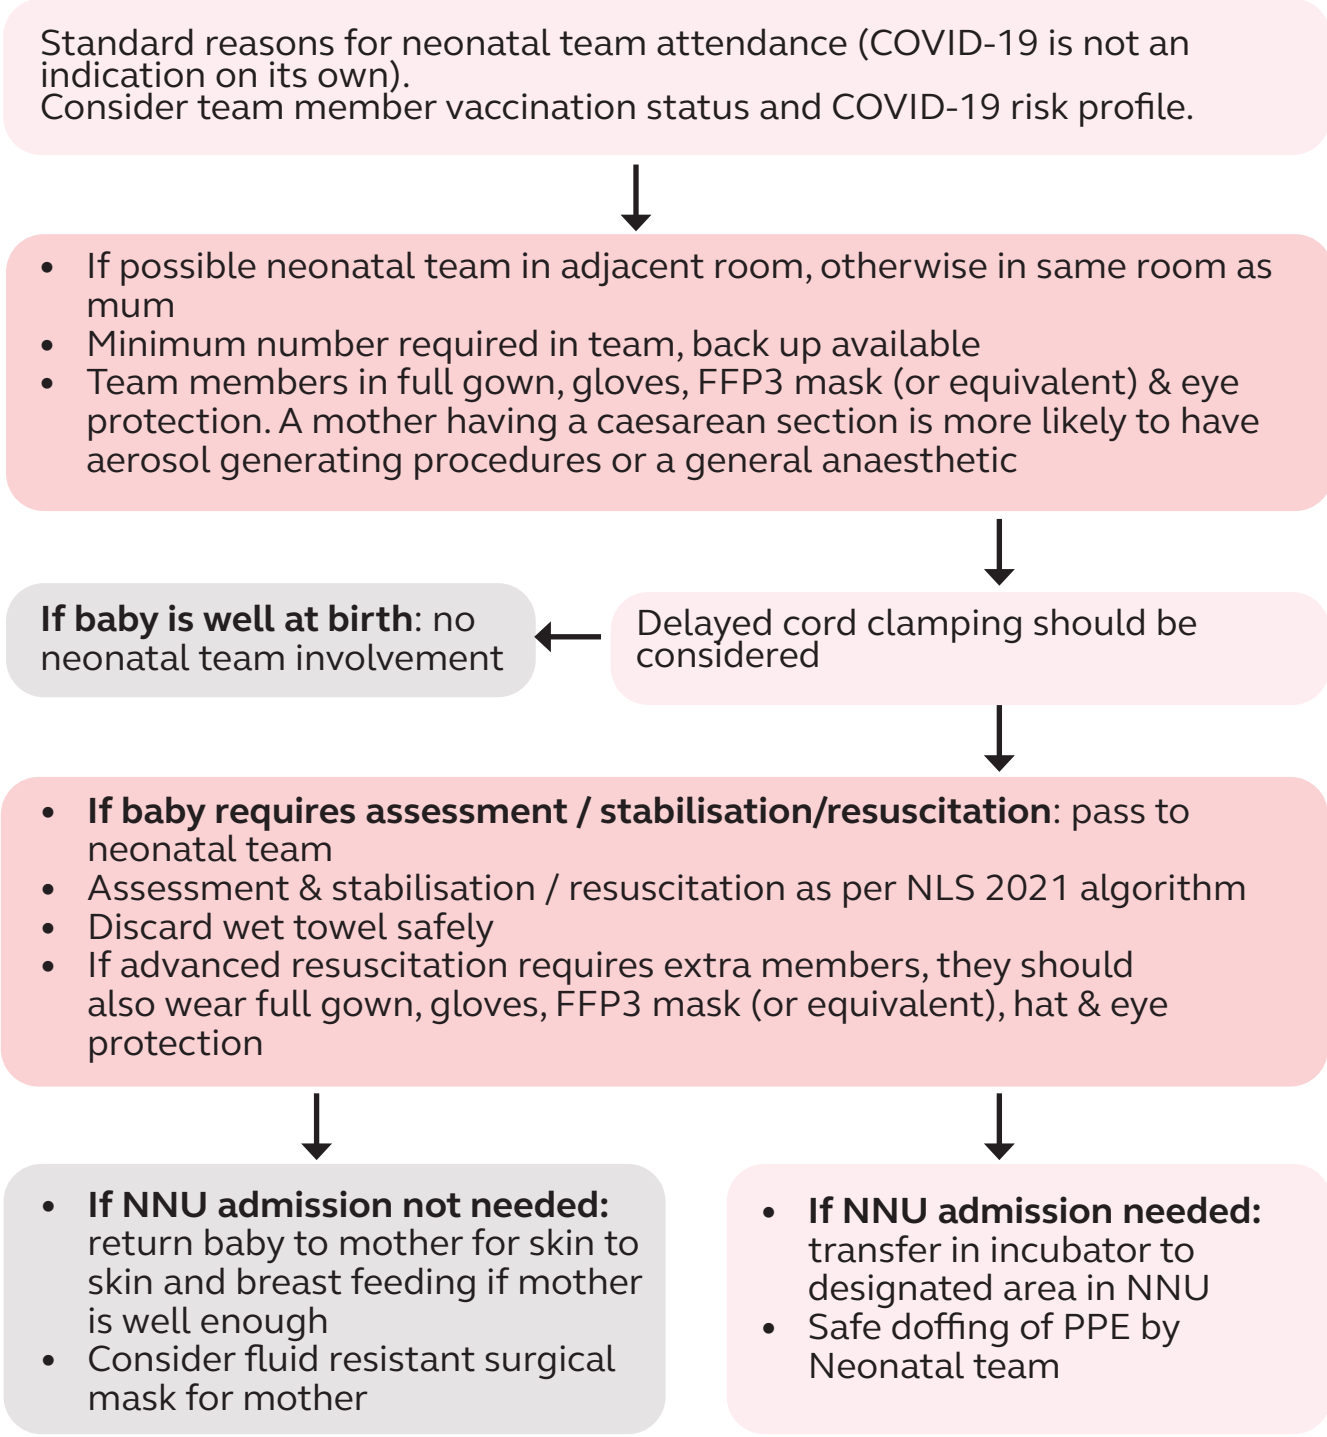 Standard reasons for neonatal team attendance (COVID-19 is not an
indication on its own).
Consider team member vaccination status and COVID-19 risk profile.
• If possible neonatal team in adjacent room, otherwise in same room as
mum
• Minimum number required in team, back up available
• Team members in full gown, gloves, FFP3 mask (or equivalent) & eye
protection. A mother having a caesarean section is more likely to have
aerosol generating procedures or a general anaesthetic
If baby is well at birth: no
neonatal team involvement
Delayed cord clamping should be
considered
• If baby requires assessment / stabilisation/resuscitation: pass to
neonatal team
• Assessment & stabilisation / resuscitation as per NLS 2021 algorithm
• Discard wet towel safely
• If advanced resuscitation requires extra members, they should
also wear full gown, gloves, FFP3 mask (or equivalent), hat & eye
protection
• If NNU admission not needed:
return baby to mother for skin to
skin and breast feeding if mother
is well enough
• Consider fluid resistant surgical
mask for mother
• If NNU admission needed:
transfer in incubator to
designated area in NNU
• Safe doffing of PPE by
Neonatal team